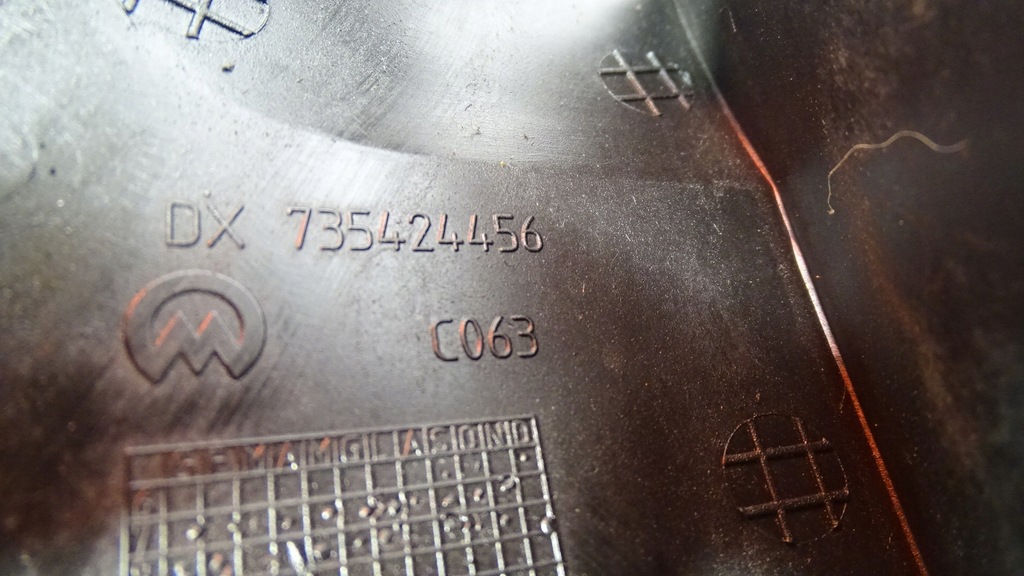 DX 735424456
C063
G F M A M G L A S O N D